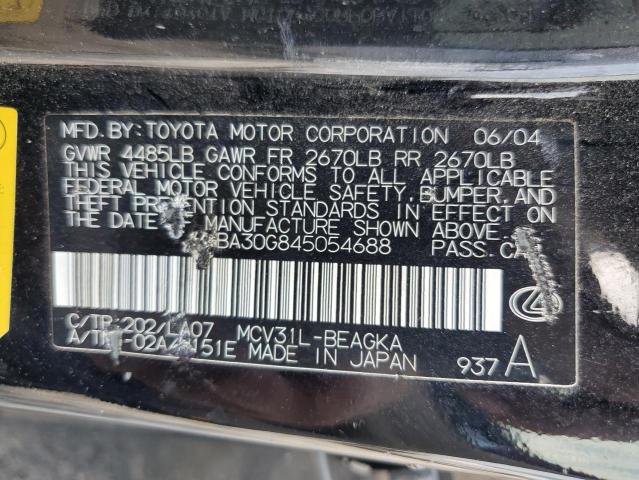 MFD. BY: TOYOTA MOTOR CORPORATION 06/04
GVWR 4485LB GAWR FR 2670LB RR 2670LB
THIS VEHICLE CONFORMS TO ALL APPLICABLE
FEDERAL MOTOR VEHICLE SAFETY, BUMPER, AND
THEFT PREVENTION STANDARDS IN EFFECT ON
THE DATE MANUFACTURE SHOWN ABOVE.
BA30G845054688 PASS.
C/TR: 202/LA07 MCV31L-BEAGKA
-02A 151E MADE IN JAPAN 937 A